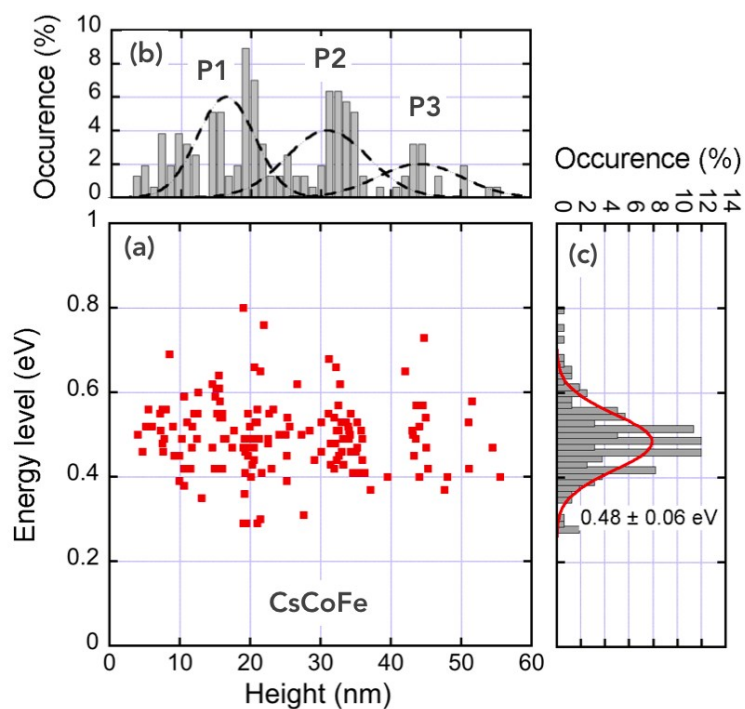 Occurence (%)
10
8
6
4
2
0
(b)
P1
P2
P3
Occurence (%)
0
2
4
6
8
10
12
14
Energy level (eV)
1
0.8
0.6
0.4
0.2
0
(a)
CsCoFe
(c)
0.48 ± 0.06 eV
0 10 20 30 40 50 60
Height (nm)